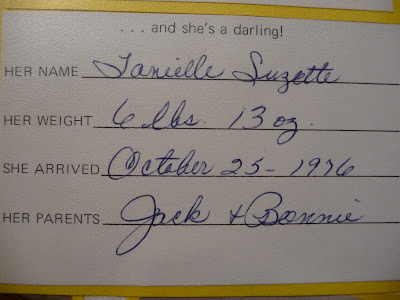 . . . and she's a darling!
HER NAME Tanielle Suzette
HER WEIGHT 6 lbs. 13 oz.
SHE ARRIVED October 25 - 1976
HER PARENTS Jack + Bonnie